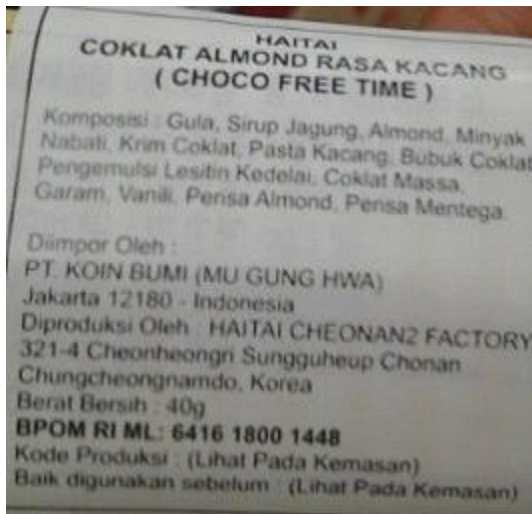 HAITAI
COKLAT ALMOND RASA KACANG
( CHOCO FREE TIME )
Komposisi : Gula, Sirup Jagung, Almond, Minyak
Nabati, Krim Coklat, Pasta Kacang, Bubuk Coklat
Pengemulsi Lesitin Kedelai, Coklat Massa,
Garam, Vanili, Perisa Almond, Perisa Mentega.
Diimpor Oleh :
PT. KOIN BUMI (MU GUNG HWA)
Jakarta 12180 - Indonesia
Diproduksi Oleh : HAITAI CHEONAN2 FACTORY
321-4 Cheonheongri Sungguheup Chonan
Chungcheongnamdo, Korea
Berat Bersih : 40g
BPOM RI ML: 6416 1800 1448
Kode Produksi : (Lihat Pada Kemasan)
Baik digunakan sebelum : (Lihat Pada Kemasan)